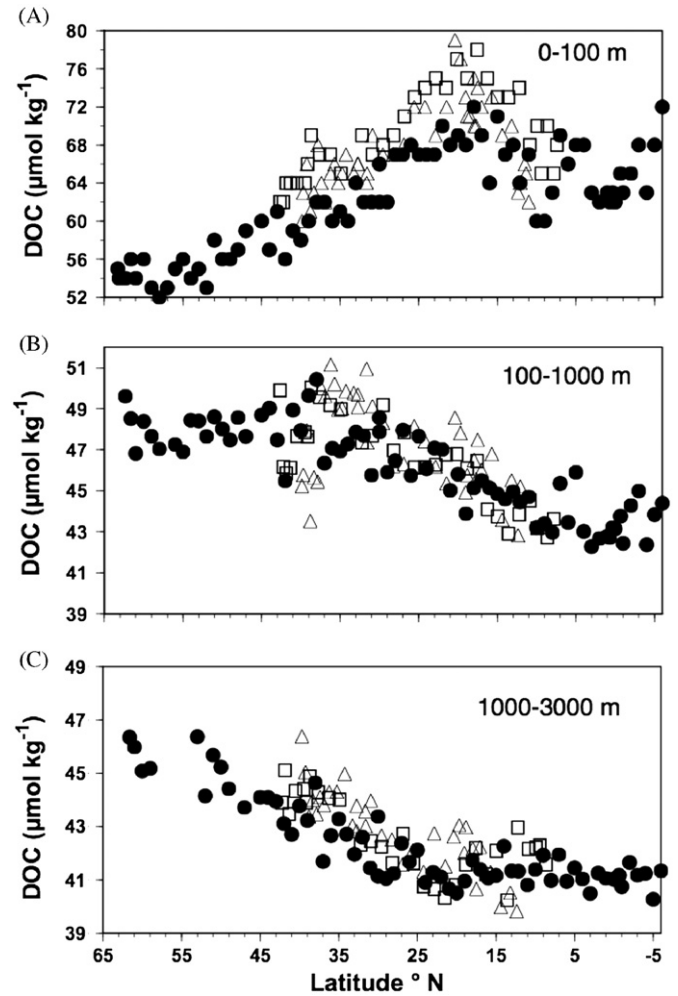 (A)
80
76
72
68
64
60
56
52
DOC (µmol kg-1)
0-100 m
(B)
51
49
47
45
43
41
39
DOC (µmol kg-1)
100-1000 m
(C)
49
47
45
43
41
39
DOC (µmol kg-1)
1000-3000 m
65 55 45 35 25 15 5 -5
Latitude ° N